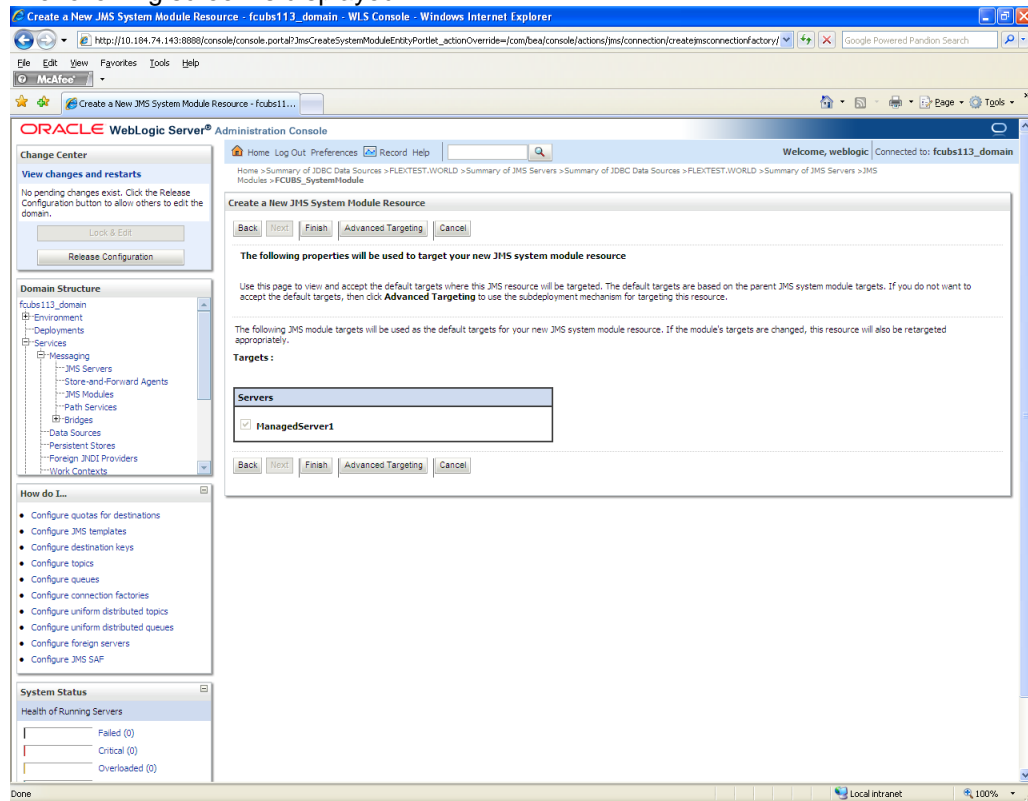 Create a New JMS System Module Resource - fcubs113_domain - WLS Console - Windows Internet Explorer
http://10.184.74.143:8888/console/console.portal?JmsCreateSystemModuleEntityPortlet_actionOverride=/com/bea/console/actions/jms/connection/createjmsconnectionfactory/
Google Powered Pandion Search
File Edit View Favorites Tools Help
McAfee
Create a New JMS System Module Resource - fcubs11...
Page Tools
ORACLE WebLogic Server® Administration Console
Change Center
View changes and restarts
No pending changes exist. Click the Release
Configuration button to allow others to edit the
domain.
Lock & Edit
Release Configuration
Domain Structure
fcubs113_domain
Environment
Deployments
Services
Messaging
JMS Servers
Store-and-Forward Agents
JMS Modules
Path Services
Bridges
Data Sources
Persistent Stores
Foreign JNDI Providers
Work Contexts
How do I...
Configure quotas for destinations
Configure JMS templates
Configure destination keys
Configure topics
Configure queues
Configure connection factories
Configure uniform distributed topics
Configure uniform distributed queues
Configure foreign servers
Configure JMS SAF
System Status
Health of Running Servers
Failed (0)
Critical (0)
Overloaded (0)
Home Log Out Preferences Record Help
Welcome, weblogic Connected to: fcubs113_domain
Home >Summary of JDBC Data Sources >FLEXTEST.WORLD >Summary of JMS Servers >Summary of JDBC Data Sources >FLEXTEST.WORLD >Summary of JMS Servers >JMS
Modules >FCUBS_SystemModule
Create a New JMS System Module Resource
Back Next Finish Advanced Targeting Cancel
The following properties will be used to target your new JMS system module resource
Use this page to view and accept the default targets where this JMS resource will be targeted. The default targets are based on the parent JMS system module targets. If you do not want to
accept the default targets, then click Advanced Targeting to use the subdeployment mechanism for targeting this resource.
The following JMS module targets will be used as the default targets for your new JMS system module resource. If the module's targets are changed, this resource will also be retargeted
appropriately.
Targets :
Servers
ManagedServer1
Back Next Finish Advanced Targeting Cancel
Done
Local intranet
100%